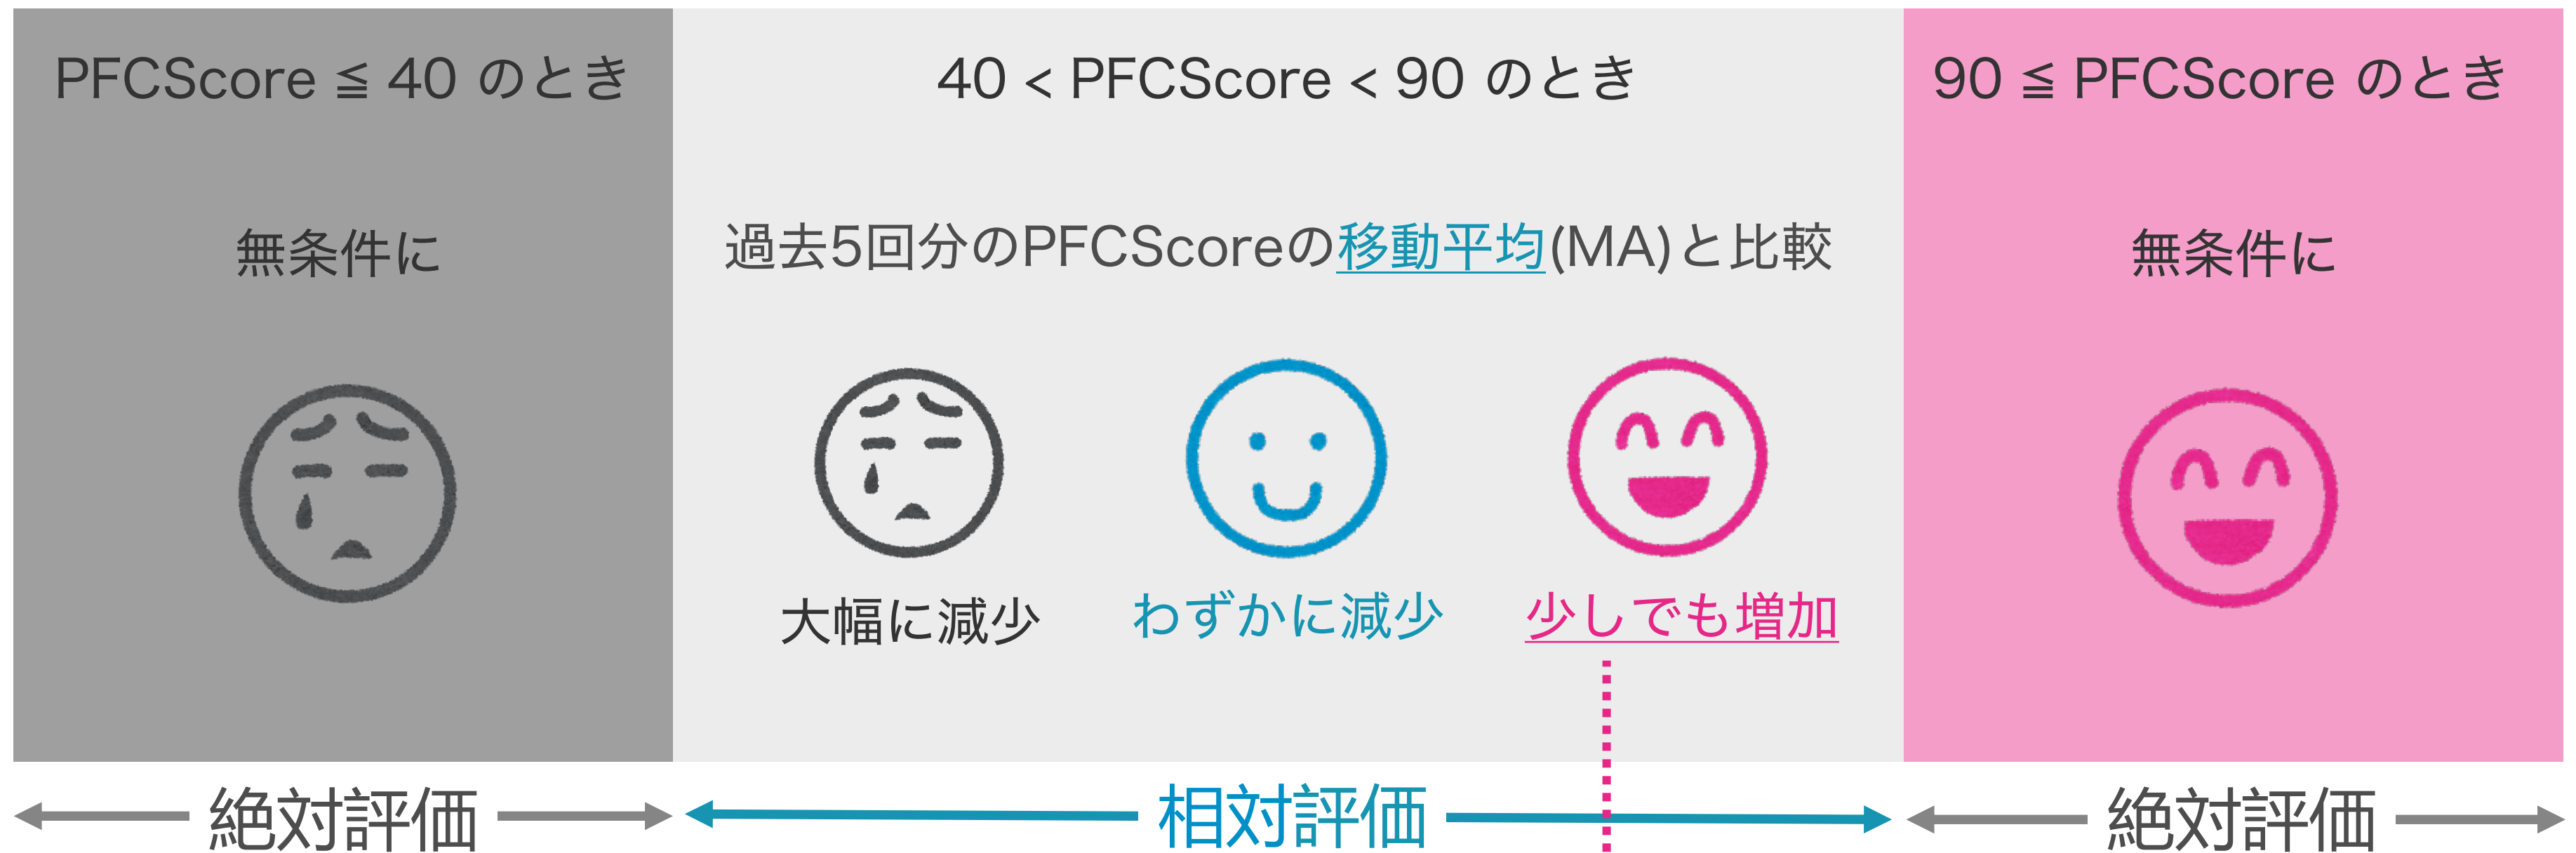 PFCScore ≦ 40 のとき
無条件に
絶対評価
40 < PFCScore < 90 のとき
過去5回分のPFCScoreの移動平均(MA)と比較
大幅に減少
わずかに減少
少しでも増加
相対評価
90 ≦ PFCScore のとき
無条件に
絶対評価